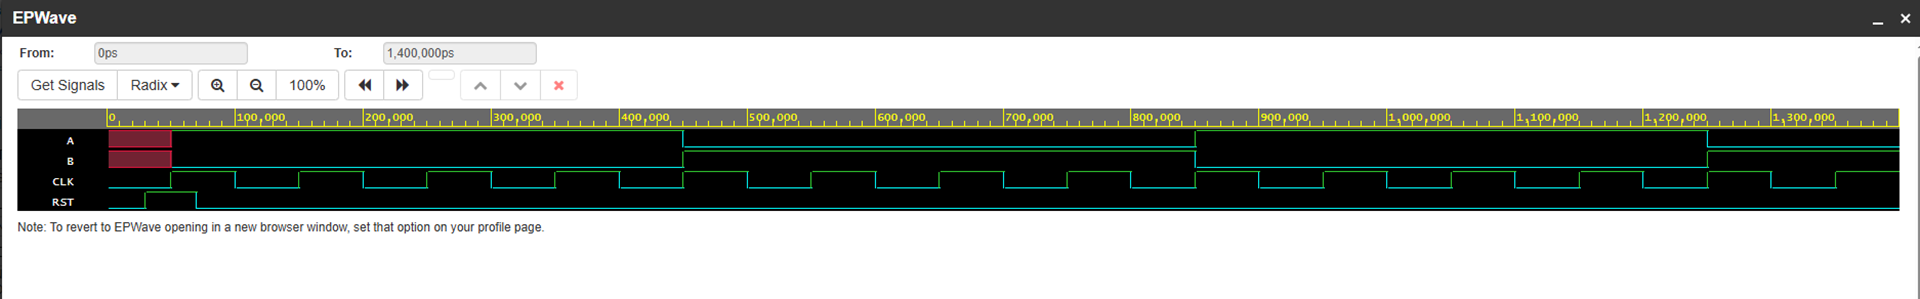 EPWave
From: 0ps To: 1,400,000ps
Get Signals Radix 100%
0 100,000 200,000 300,000 400,000 500,000 600,000 700,000 800,000 900,000 1,000,000 1,100,000 1,200,000 1,300,000
A
B
CLK
RST
Note: To revert to EPWave opening in a new browser window, set that option on your profile page.